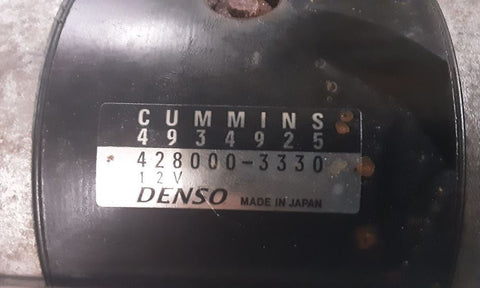 CUMMINS
4934925
428000-3330
12V
DENSO MADE IN JAPAN